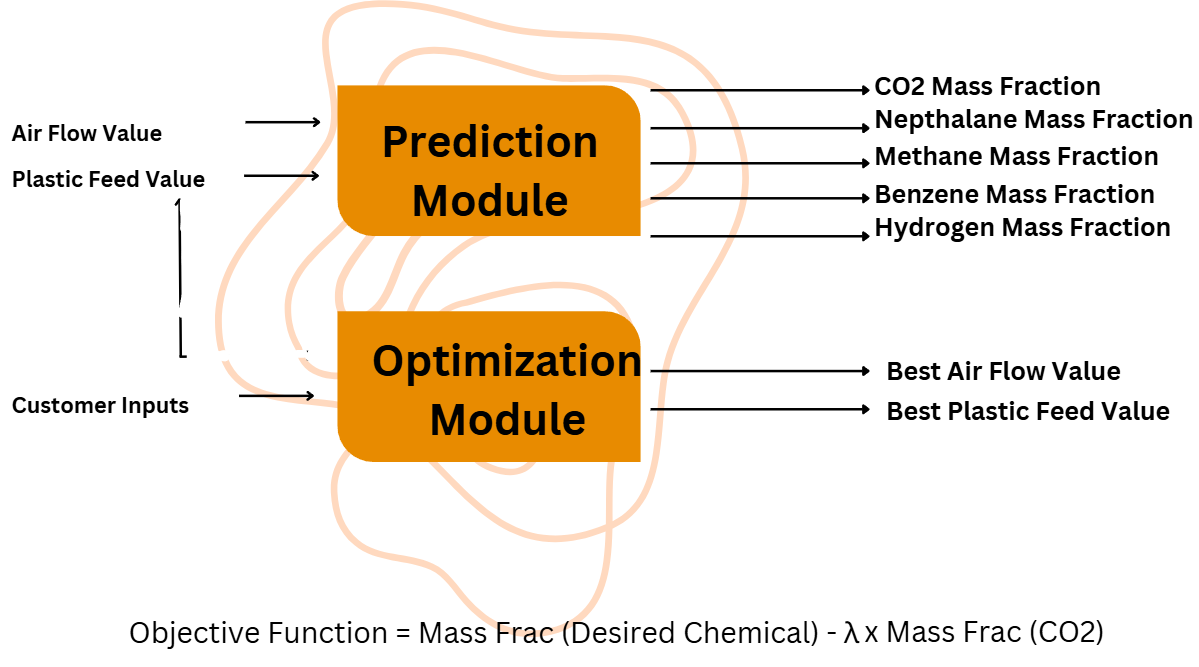 Air Flow Value
Plastic Feed Value
Prediction
Module
CO2 Mass Fraction
Nepthalane Mass Fraction
Methane Mass Fraction
Benzene Mass Fraction
Hydrogen Mass Fraction
Customer Inputs
Optimization
Module
Best Air Flow Value
Best Plastic Feed Value
Objective Function = Mass Frac (Desired Chemical) - λ x Mass Frac (CO2)